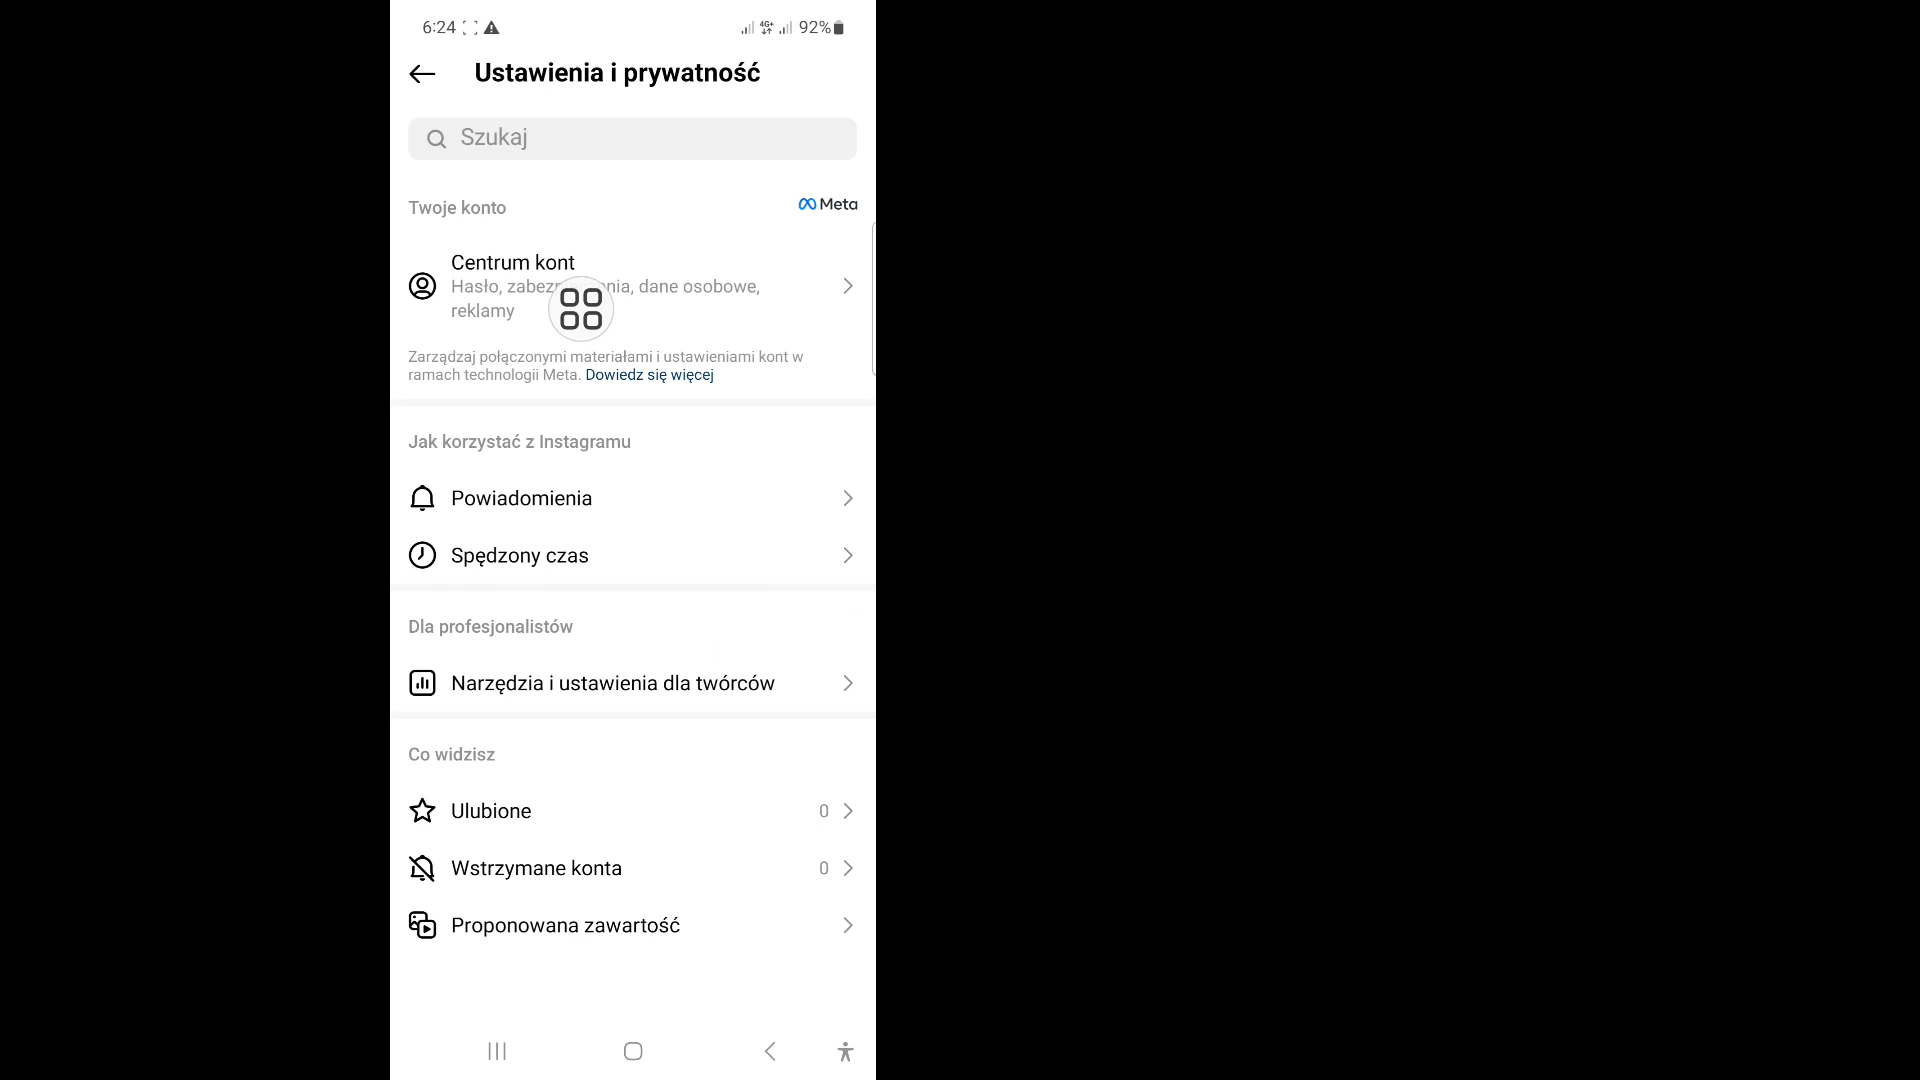 6:24 4G+ 92%
Ustawienia i prywatność
Szukaj
Twoje konto Meta
Centrum kont
Hasło, dane osobowe,
reklamy
Zarządzaj połączonymi materiałami i ustawieniami kont w
ramach technologii Meta. Dowiedz się więcej
Jak korzystać z Instagramu
Powiadomienia
Spędzony czas
Dla profesjonalistów
Narzędzia i ustawienia dla twórców
Co widzisz
Ulubione 0
Wstrzymane konta 0
Proponowana zawartość